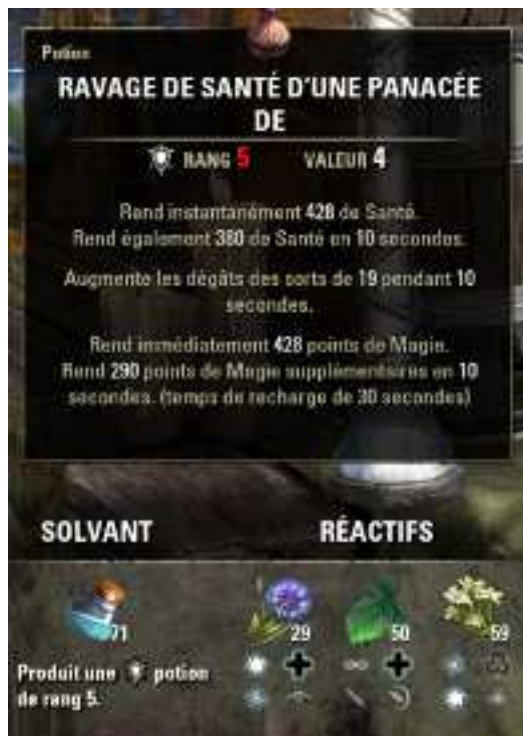 Potion
RAVAGE DE SANTÉ D'UNE PANACÉE
DE
RANG 5 VALEUR 4
Rend instantanément 428 de Santé.
Rend également 380 de Santé en 10 secondes.
Augmente les dégâts des sorts de 19 pendant 10
secondes.
Rend immédiatement 428 points de Magie.
Rend 290 points de Magie supplémentaires en 10
secondes. (temps de recharge de 30 secondes)
SOLVANT RÉACTIFS
71 29 50 59
Produit une potion
de rang 5.